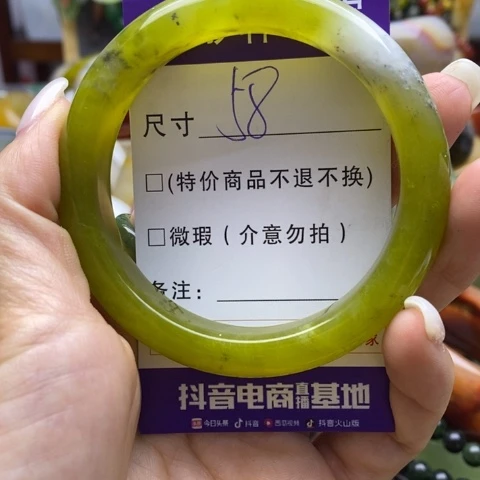 尺寸 58
□(特价商品不退不换)
□微瑕(介意勿拍)
备注:
抖音电商直播基地
今日头条 抖音 西瓜视频 抖音火山版